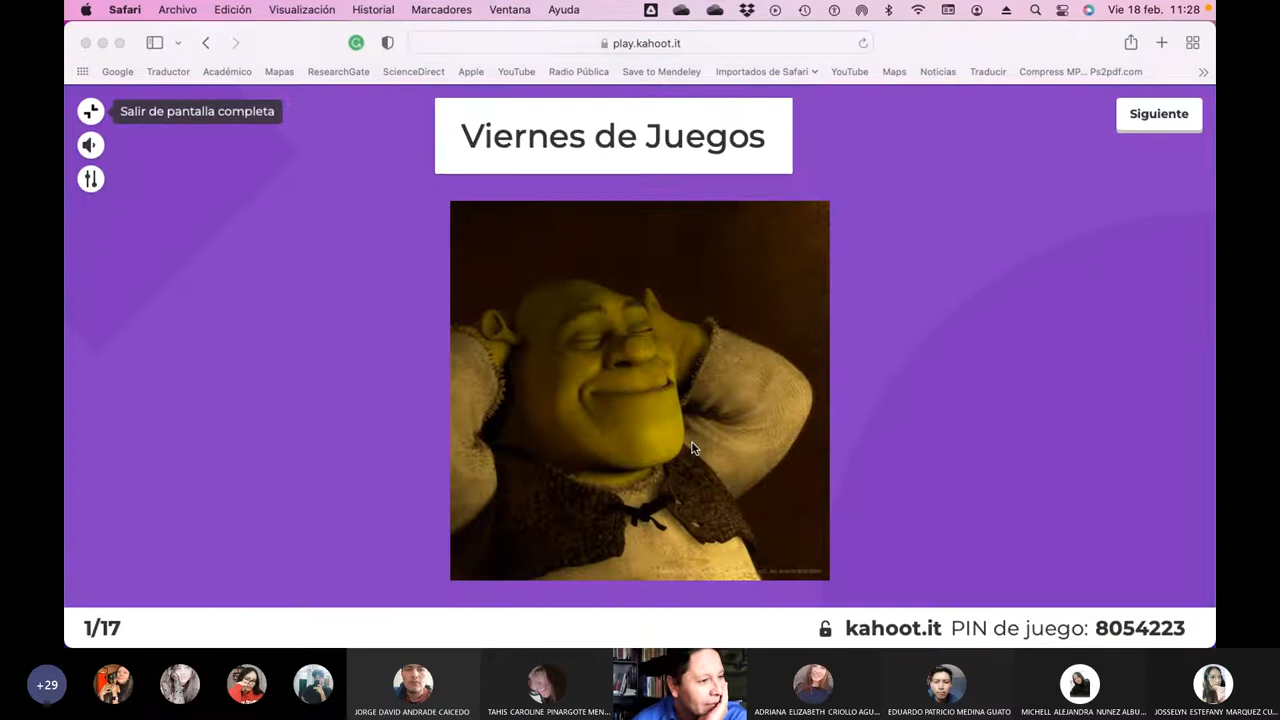 Safari Archivo Edición Visualización Historial Marcadores Ventana Ayuda Vie 18 feb. 11:28
play.kahoot.it
Google Traductor Académico Mapas ResearchGate ScienceDirect Apple YouTube Radio Pública Save to Mendeley Importados de Safari YouTube Maps Noticias Traducir Compress MP... Ps2pdf.com
Salir de pantalla completa
Viernes de Juegos
Siguiente
1/17
kahoot.it PIN de juego: 8054223
+29
JORGE DAVID ANDRADE CAICEDO
TAHIS CAROLINE PINARGOTE MEN...
ADRIANA ELIZABETH CRIOLLO AGU...
EDUARDO PATRICIO MEDINA GUATO
MICHELL ALEJANDRA NUNEZ ALBU...
JOSSELYN ESTEFANY MARQUEZ CU...